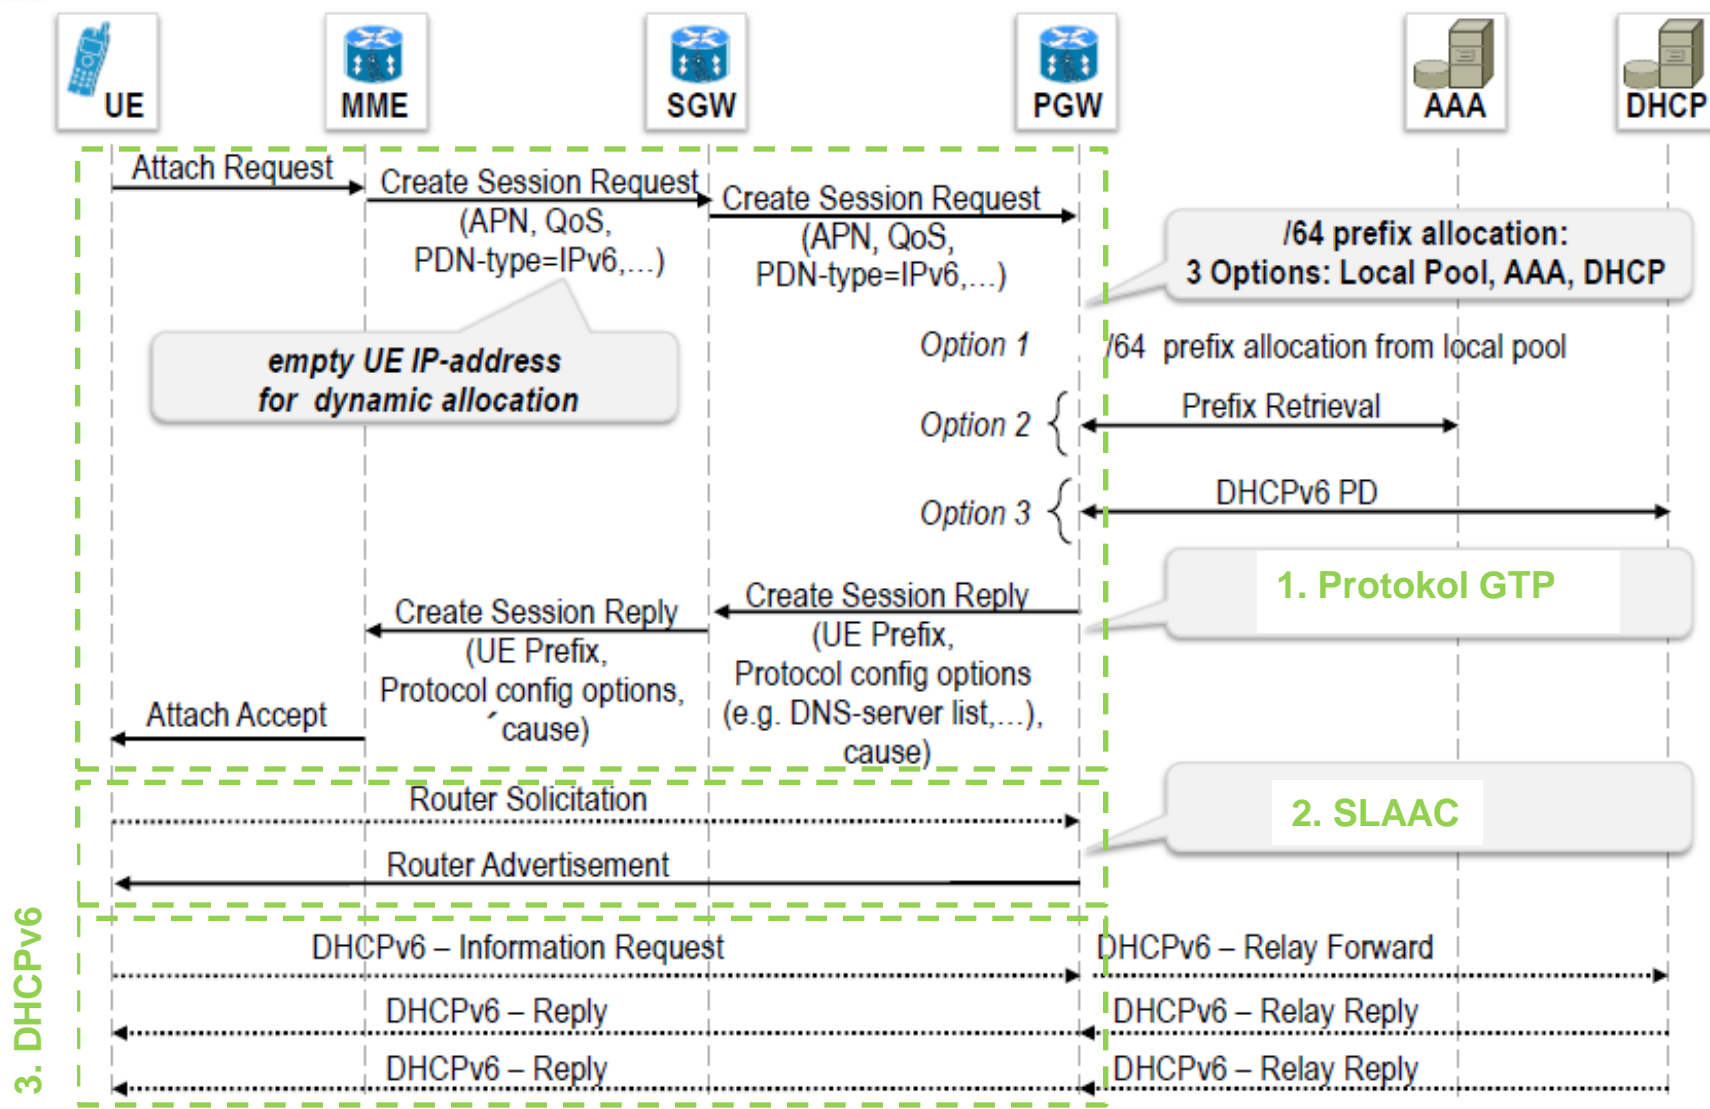 UE
MME
SGW
PGW
AAA
DHCP
Attach Request
Create Session Request
(APN, QoS,
PDN-type=IPv6,...)
Create Session Request
(APN, QoS,
PDN-type=IPv6,...)
/64 prefix allocation:
3 Options: Local Pool, AAA, DHCP
empty UE IP-address
for dynamic allocation
Option 1
/64 prefix allocation from local pool
Option 2
Prefix Retrieval
Option 3
DHCPv6 PD
1. Protokol GTP
Create Session Reply
(UE Prefix,
Protocol config options
(e.g. DNS-server list,...),
cause)
Create Session Reply
(UE Prefix,
Protocol config options,
´cause)
Attach Accept
2. SLAAC
Router Solicitation
Router Advertisement
3. DHCPv6
DHCPv6 – Information Request
DHCPv6 – Relay Forward
DHCPv6 – Reply
DHCPv6 – Relay Reply
DHCPv6 – Reply
DHCPv6 – Relay Reply